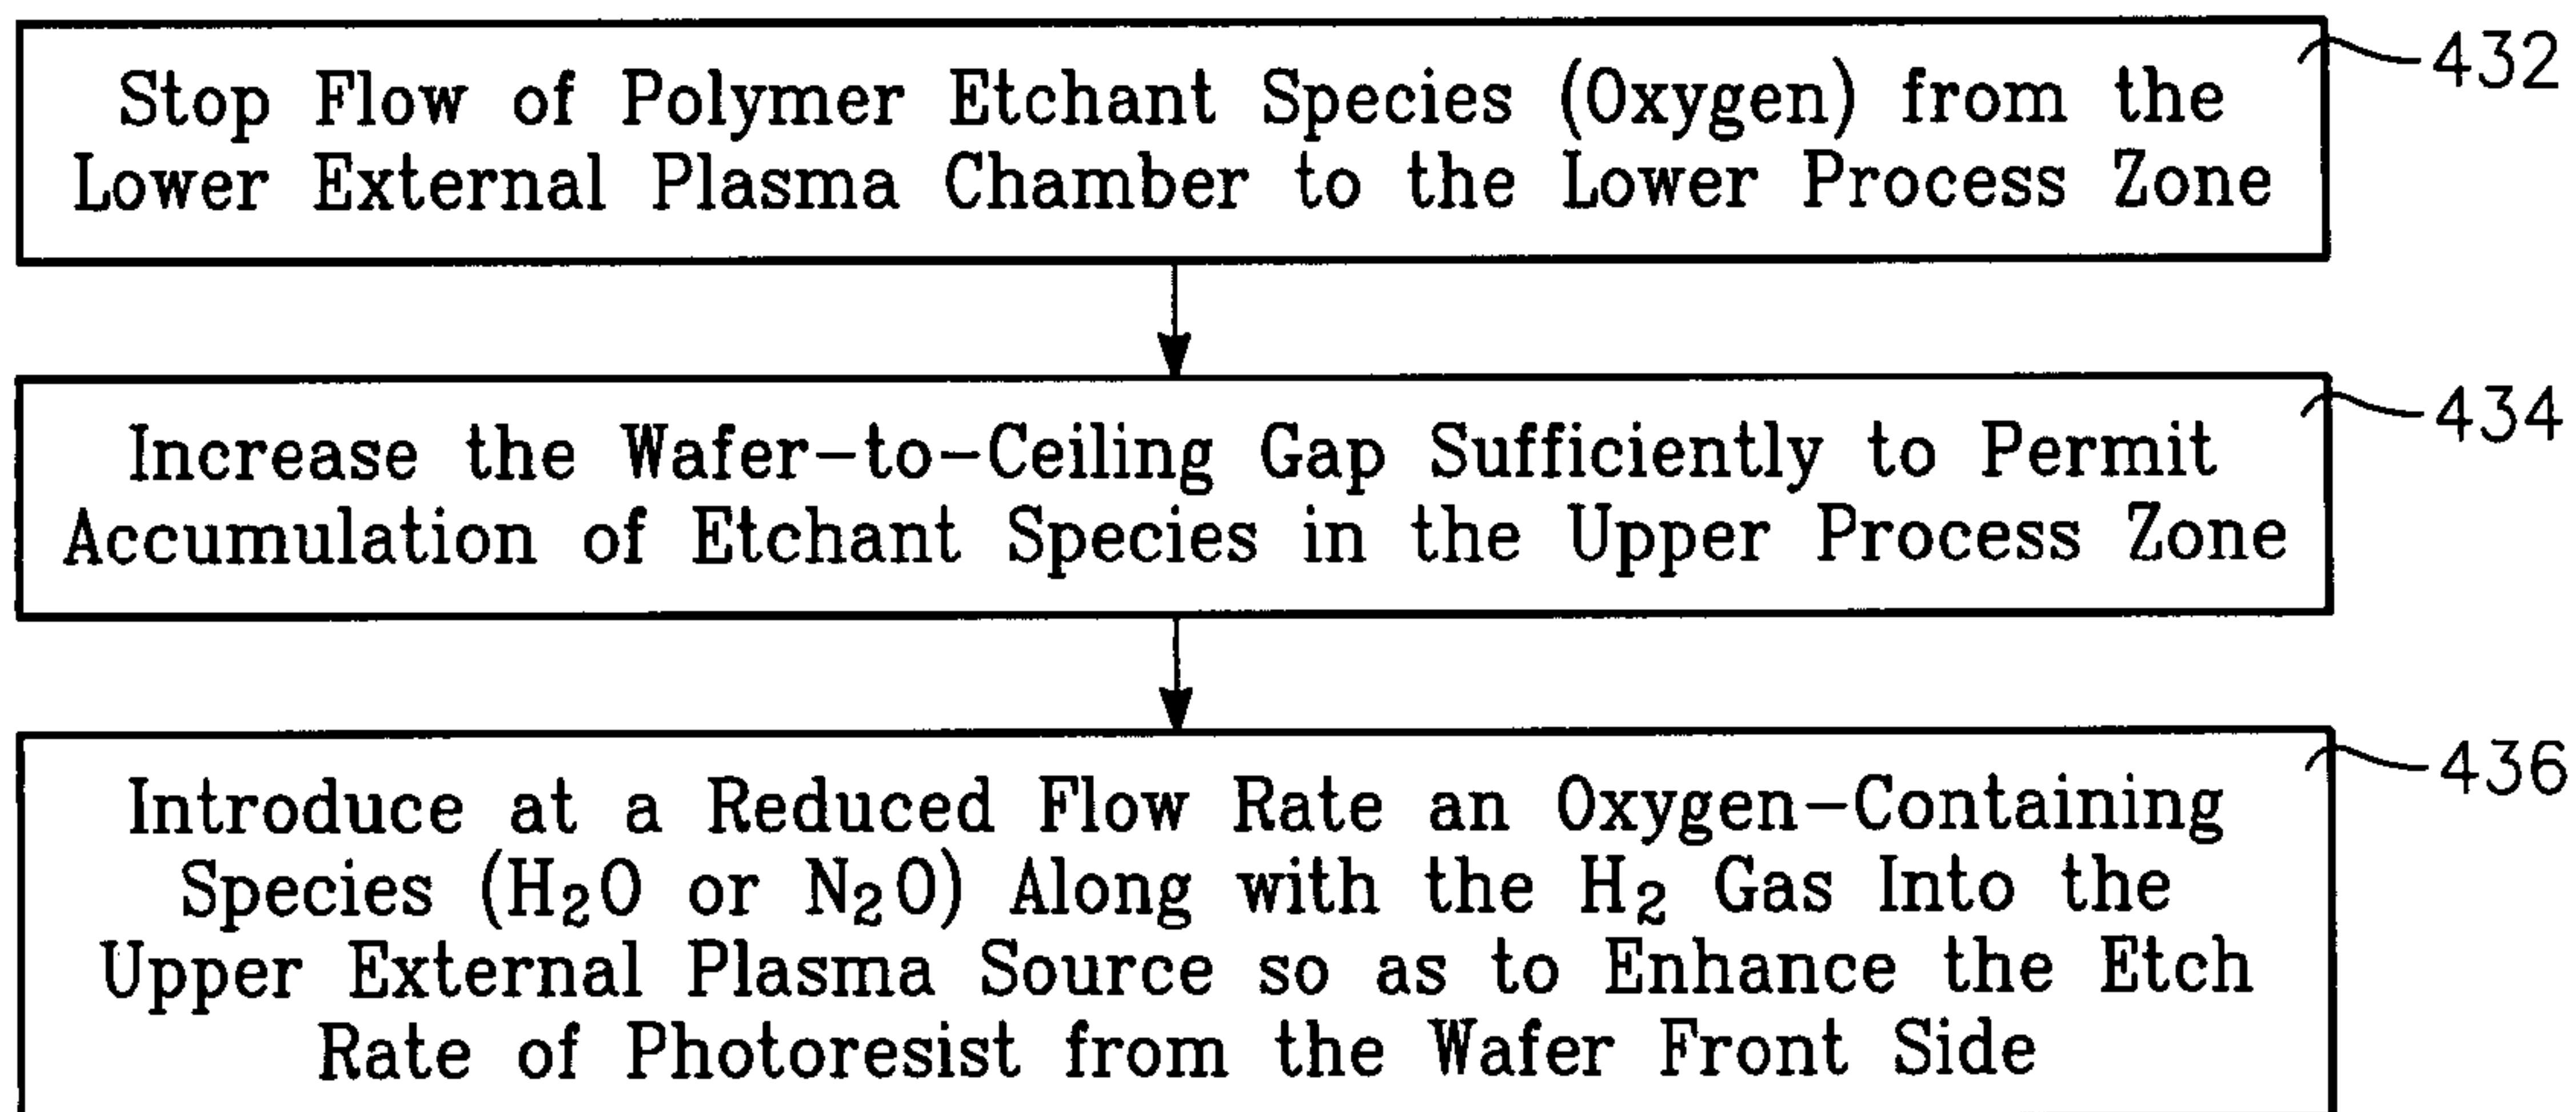 Stop Flow of Polymer Etchant Species (Oxygen) from the
Lower External Plasma Chamber to the Lower Process Zone
432
Increase the Wafer-to-Ceiling Gap Sufficiently to Permit
Accumulation of Etchant Species in the Upper Process Zone
434
Introduce at a Reduced Flow Rate an Oxygen-Containing
Species (H₂O or N₂O) Along with the H₂ Gas Into the
Upper External Plasma Source so as to Enhance the Etch
Rate of Photoresist from the Wafer Front Side
436